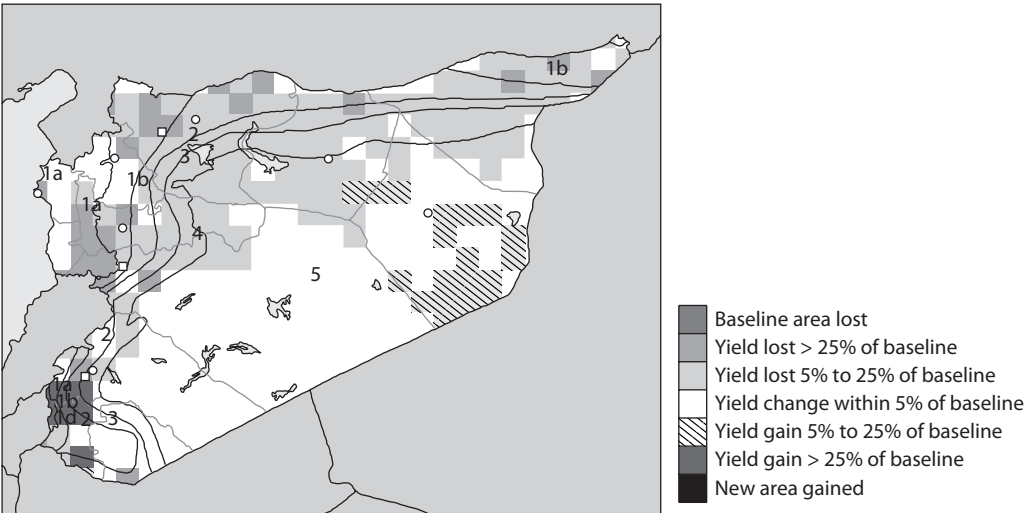 1b
2
3
1a
1b
1a
4
5
2
1a
1b
1d 2 3
Baseline area lost
Yield lost > 25% of baseline
Yield lost 5% to 25% of baseline
Yield change within 5% of baseline
Yield gain 5% to 25% of baseline
Yield gain > 25% of baseline
New area gained